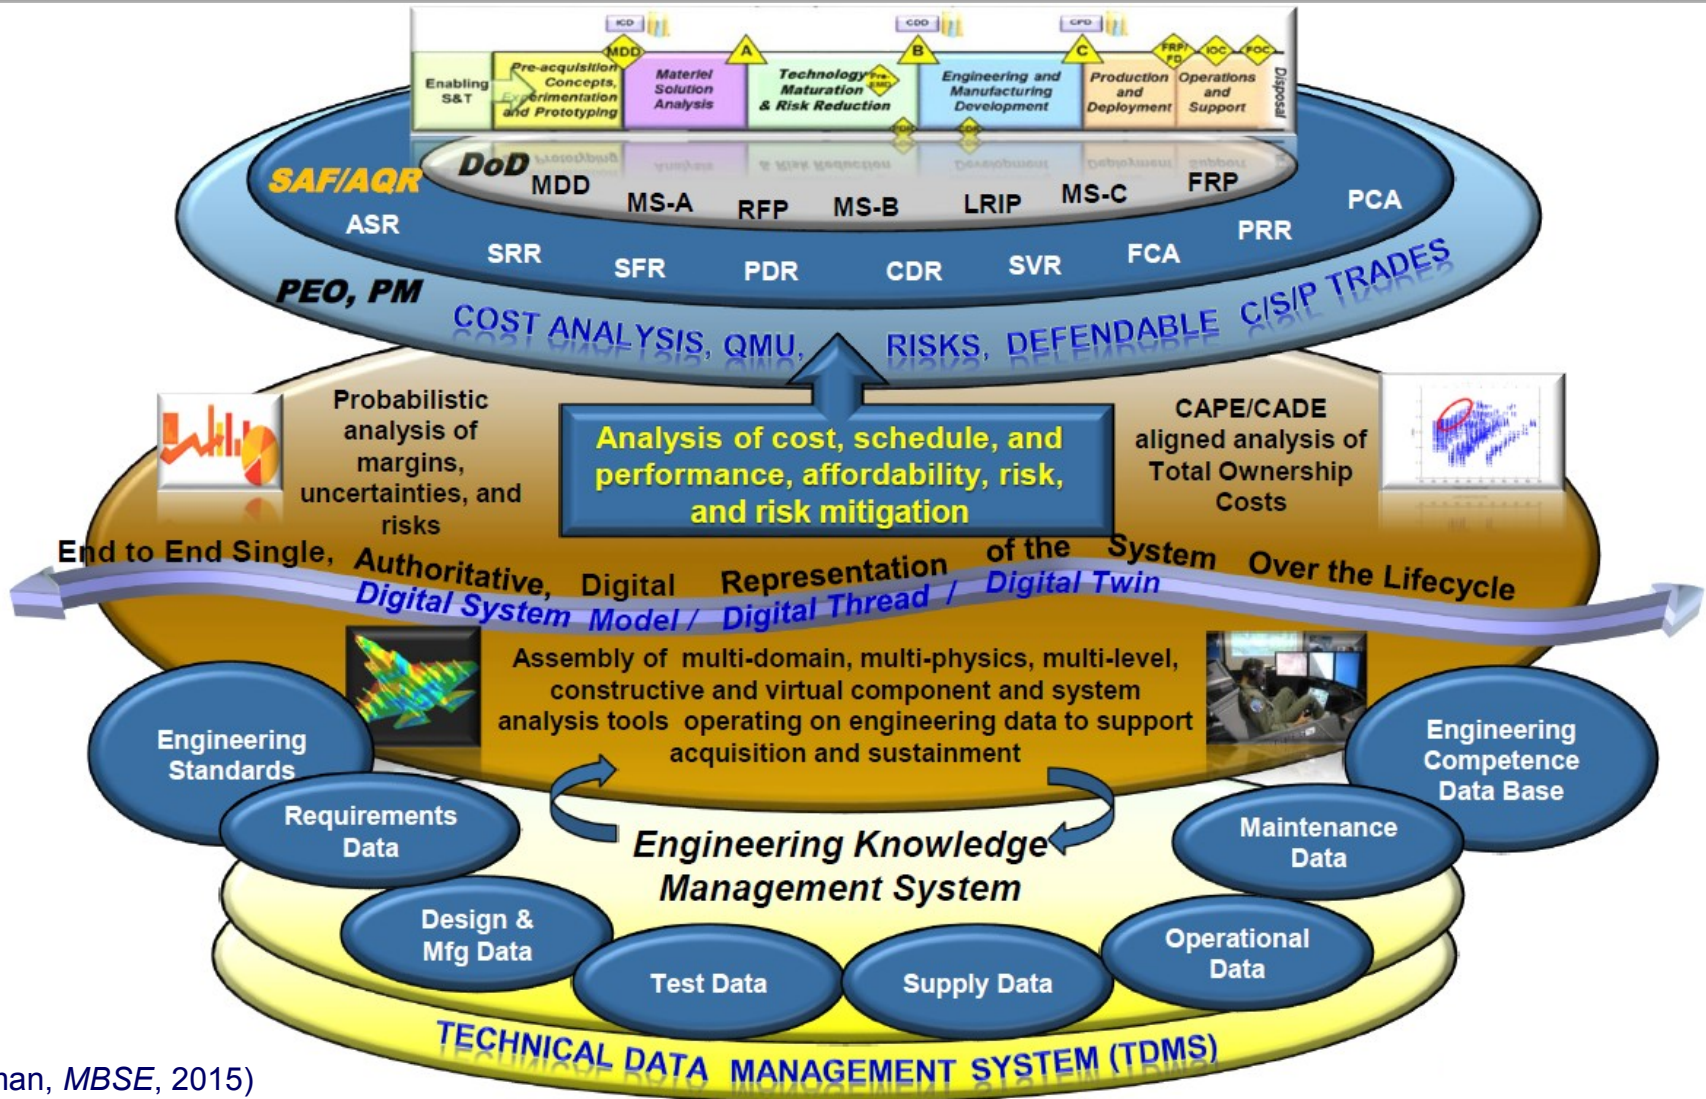 ICD
CDD
CPD
MDD
A
B
C
FRP/
FD
IOC
FOC
Enabling
S&T
Pre-acquisition
Concepts,
Experimentation
and Prototyping
Materiel
Solution
Analysis
Technology
Maturation
& Risk Reduction
Pre-
EMD
Engineering and
Manufacturing
Development
Production
and
Deployment
Operations
and
Support
Disposal
PDR
CDR
SAF/AQR
DoD
MDD
MS-A
RFP
MS-B
LRIP
MS-C
FRP
ASR
SRR
SFR
PDR
CDR
SVR
FCA
PRR
PCA
PEO, PM
COST ANALYSIS, QMU, RISKS, DEFENDABLE C/S/P TRADES
Probabilistic
analysis of
margins,
uncertainties, and
risks
Analysis of cost, schedule, and
performance, affordability, risk,
and risk mitigation
CAPE/CADE
aligned analysis of
Total Ownership
Costs
End to End Single, Authoritative, Digital Representation of the System Over the Lifecycle
Digital System Model / Digital Thread / Digital Twin
Assembly of multi-domain, multi-physics, multi-level,
constructive and virtual component and system
analysis tools operating on engineering data to support
acquisition and sustainment
Engineering
Standards
Engineering
Competence
Data Base
Requirements
Data
Maintenance
Data
Engineering Knowledge
Management System
Design &
Mfg Data
Operational
Data
Test Data
Supply Data
TECHNICAL DATA MANAGEMENT SYSTEM (TDMS)
man, MBSE, 2015)